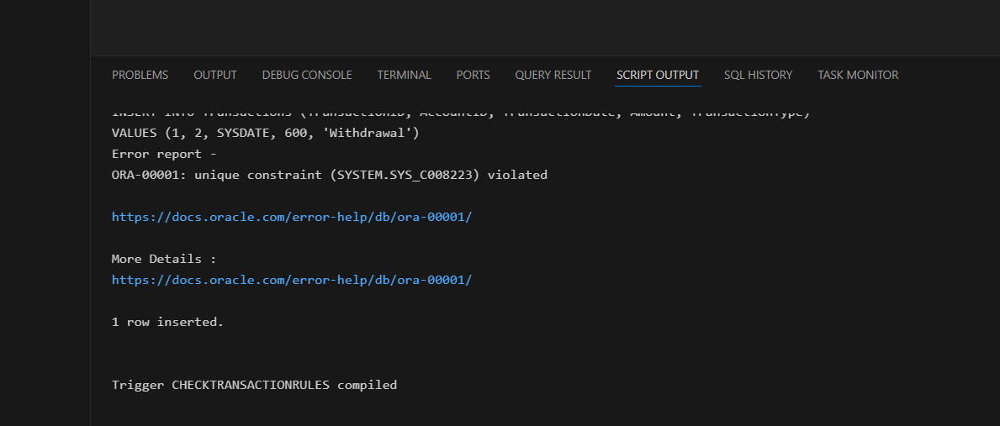 PROBLEMS OUTPUT DEBUG CONSOLE TERMINAL PORTS QUERY RESULT SCRIPT OUTPUT SQL HISTORY TASK MONITOR
INSERT INTO Transactions (TransactionID, AccountID, TransactionDate, Amount, TransactionType)
VALUES (1, 2, SYSDATE, 600, 'Withdrawal')
Error report -
ORA-00001: unique constraint (SYSTEM.SYS_C008223) violated
https://docs.oracle.com/error-help/db/ora-00001/
More Details :
https://docs.oracle.com/error-help/db/ora-00001/
1 row inserted.
Trigger CHECKTRANSACTIONRULES compiled